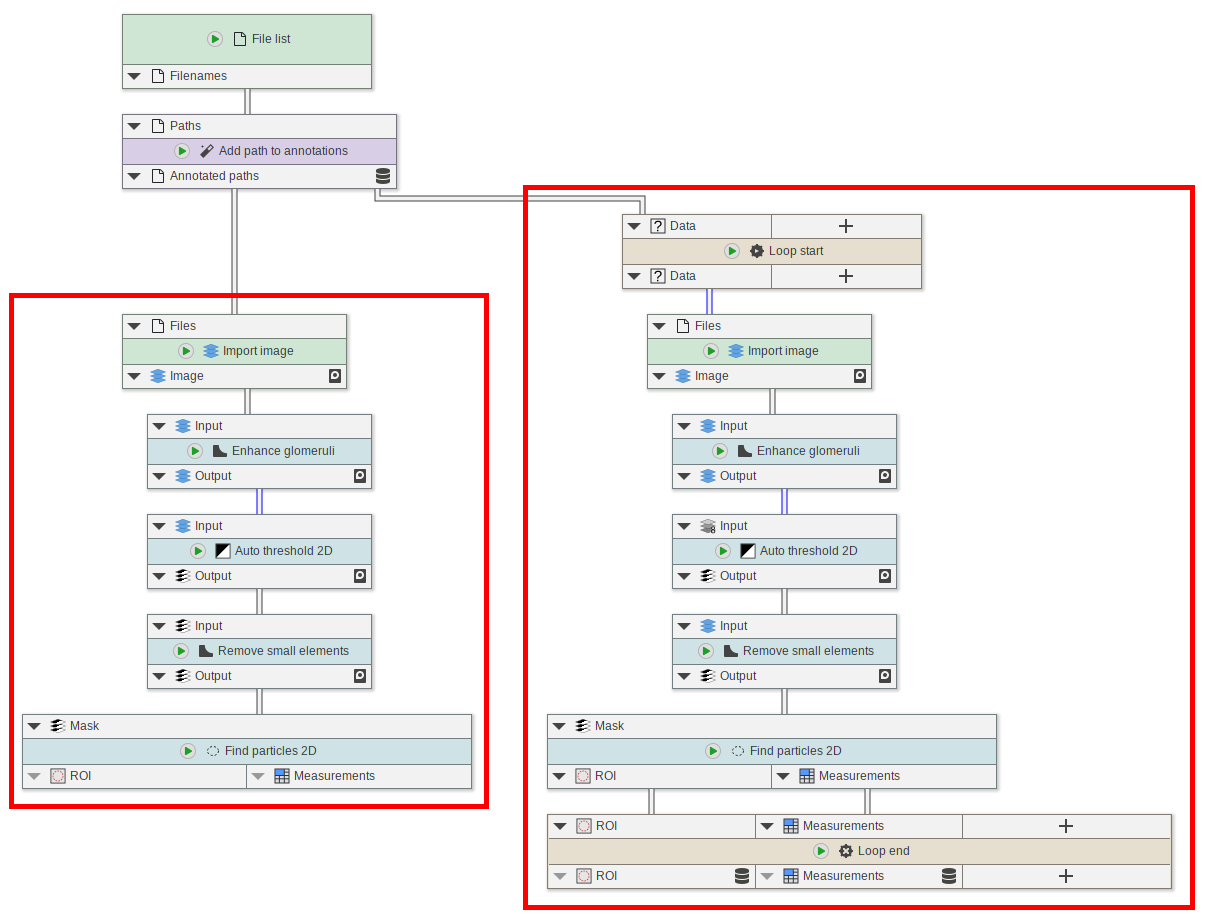 File list
Filenames
Paths
Add path to annotations
Annotated paths
Files
Import image
Image
Input
Enhance glomeruli
Output
Input
Auto threshold 2D
Output
Input
Remove small elements
Output
Mask
Find particles 2D
ROI Measurements
? Data +
Loop start
? Data +
Files
Import image
Image
Input
Enhance glomeruli
Output
8 Input
Auto threshold 2D
Output
Input
Remove small elements
Output
Mask
Find particles 2D
ROI Measurements
ROI Measurements +
Loop end
ROI Measurements +